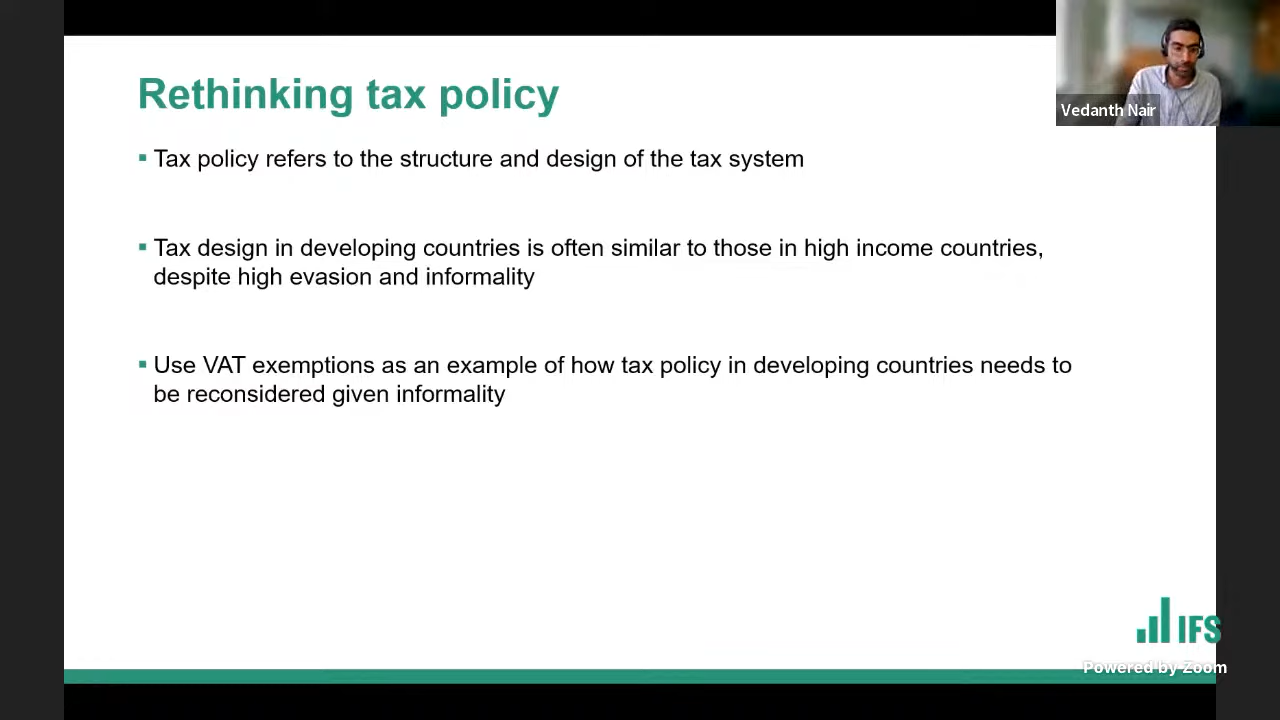 Rethinking tax policy
Vedanth Nair
▪ Tax policy refers to the structure and design of the tax system
▪ Tax design in developing countries is often similar to those in high income countries,
despite high evasion and informality
▪ Use VAT exemptions as an example of how tax policy in developing countries needs to
be reconsidered given informality
IFS
Powered by Zoom